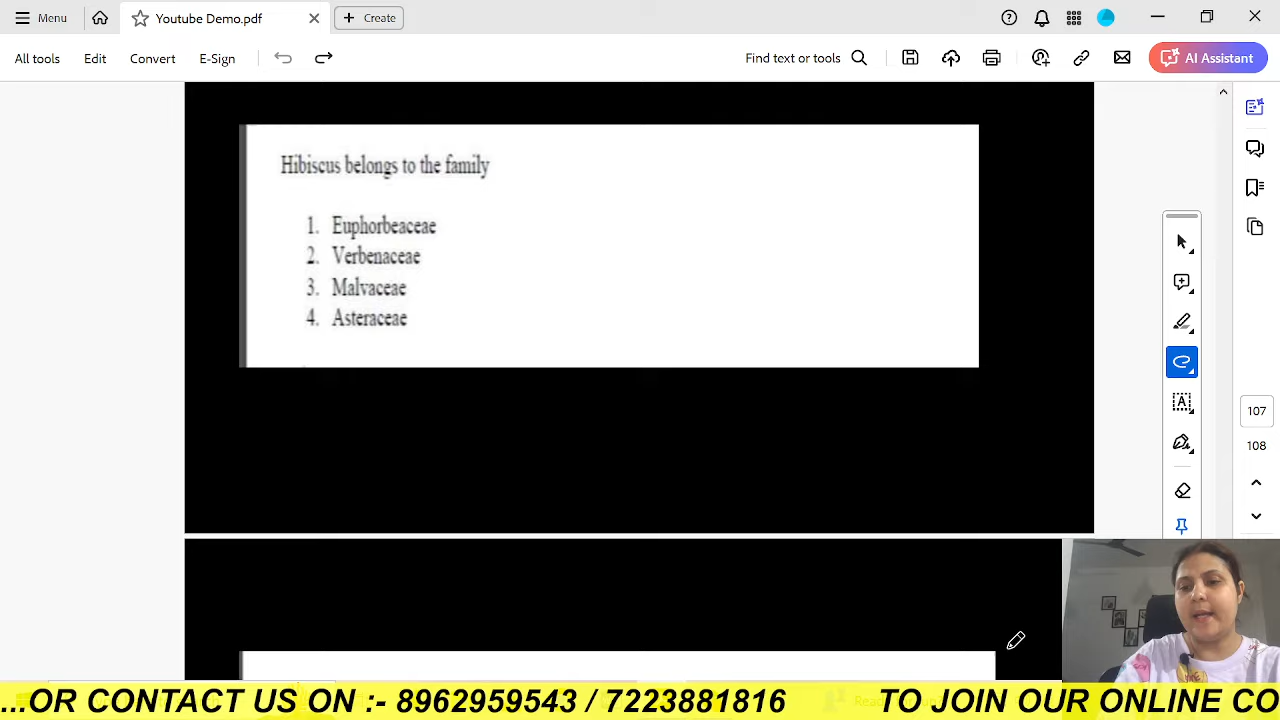 Menu
Youtube Demo.pdf
Create
All tools
Edit
Convert
E-Sign
Find text or tools
AI Assistant
Hibiscus belongs to the family
1. Euphorbeaceae
2. Verbenaceae
3. Malvaceae
4. Asteraceae
107
108
...OR CONTACT US ON :- 8962959543 / 7223881816 TO JOIN OUR ONLINE CO